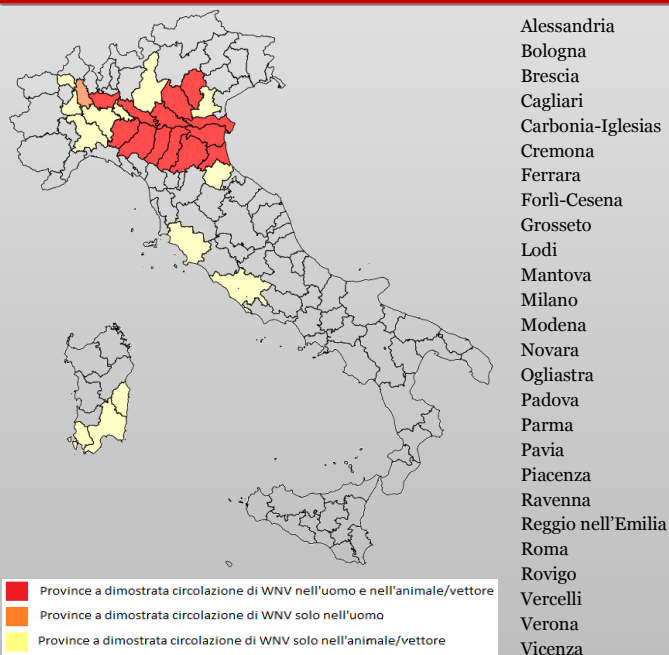 Alessandria
Bologna
Brescia
Cagliari
Carbonia-Iglesias
Cremona
Ferrara
Forlì-Cesena
Grosseto
Lodi
Mantova
Milano
Modena
Novara
Ogliastra
Padova
Parma
Pavia
Piacenza
Ravenna
Reggio nell'Emilia
Roma
Rovigo
Vercelli
Verona
Vicenza
Province a dimostrata circolazione di WNV nell'uomo e nell'animale/vettore
Province a dimostrata circolazione di WNV solo nell'uomo
Province a dimostrata circolazione di WNV solo nell'animale/vettore